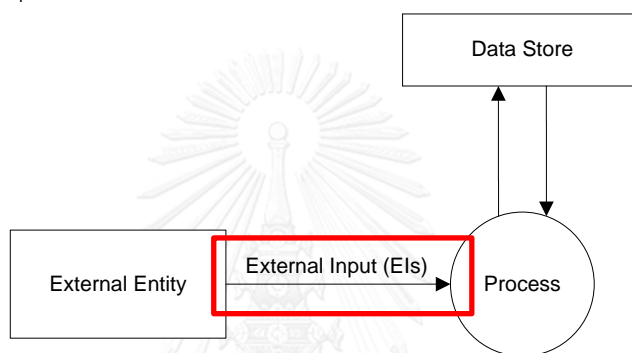 Data Store
External Entity
External Input (EIs)
Process